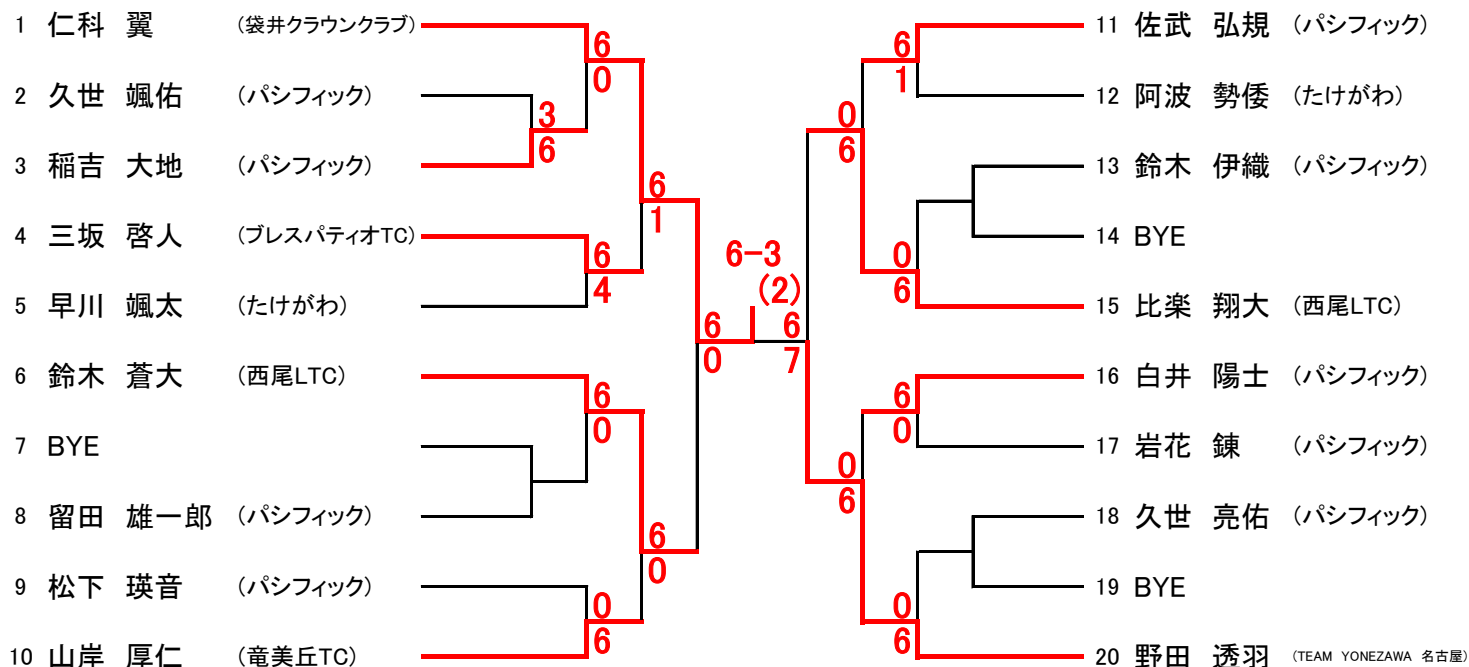 1 仁科 翼 (袋井クラウンクラブ)
2 久世 颯佑 (パシフィック)
3 稲吉 大地 (パシフィック)
4 三坂 啓人 (ブレスパティオTC)
5 早川 颯太 (たけがわ)
6 鈴木 蒼大 (西尾LTC)
7 BYE
8 留田 雄一郎 (パシフィック)
9 松下 瑛音 (パシフィック)
10 山岸 厚仁 (竜美丘TC)
6
0
3
6
6
4
6
0
0
6
6
1
6
0
6
0
6-3
(2)
6
7
0
6
0
6
6
1
0
6
6
0
0
6
11 佐武 弘規 (パシフィック)
12 阿波 勢倭 (たけがわ)
13 鈴木 伊織 (パシフィック)
14 BYE
15 比楽 翔大 (西尾LTC)
16 白井 陽士 (パシフィック)
17 岩花 錬 (パシフィック)
18 久世 亮佑 (パシフィック)
19 BYE
20 野田 透羽 (TEAM YONEZAWA 名古屋)